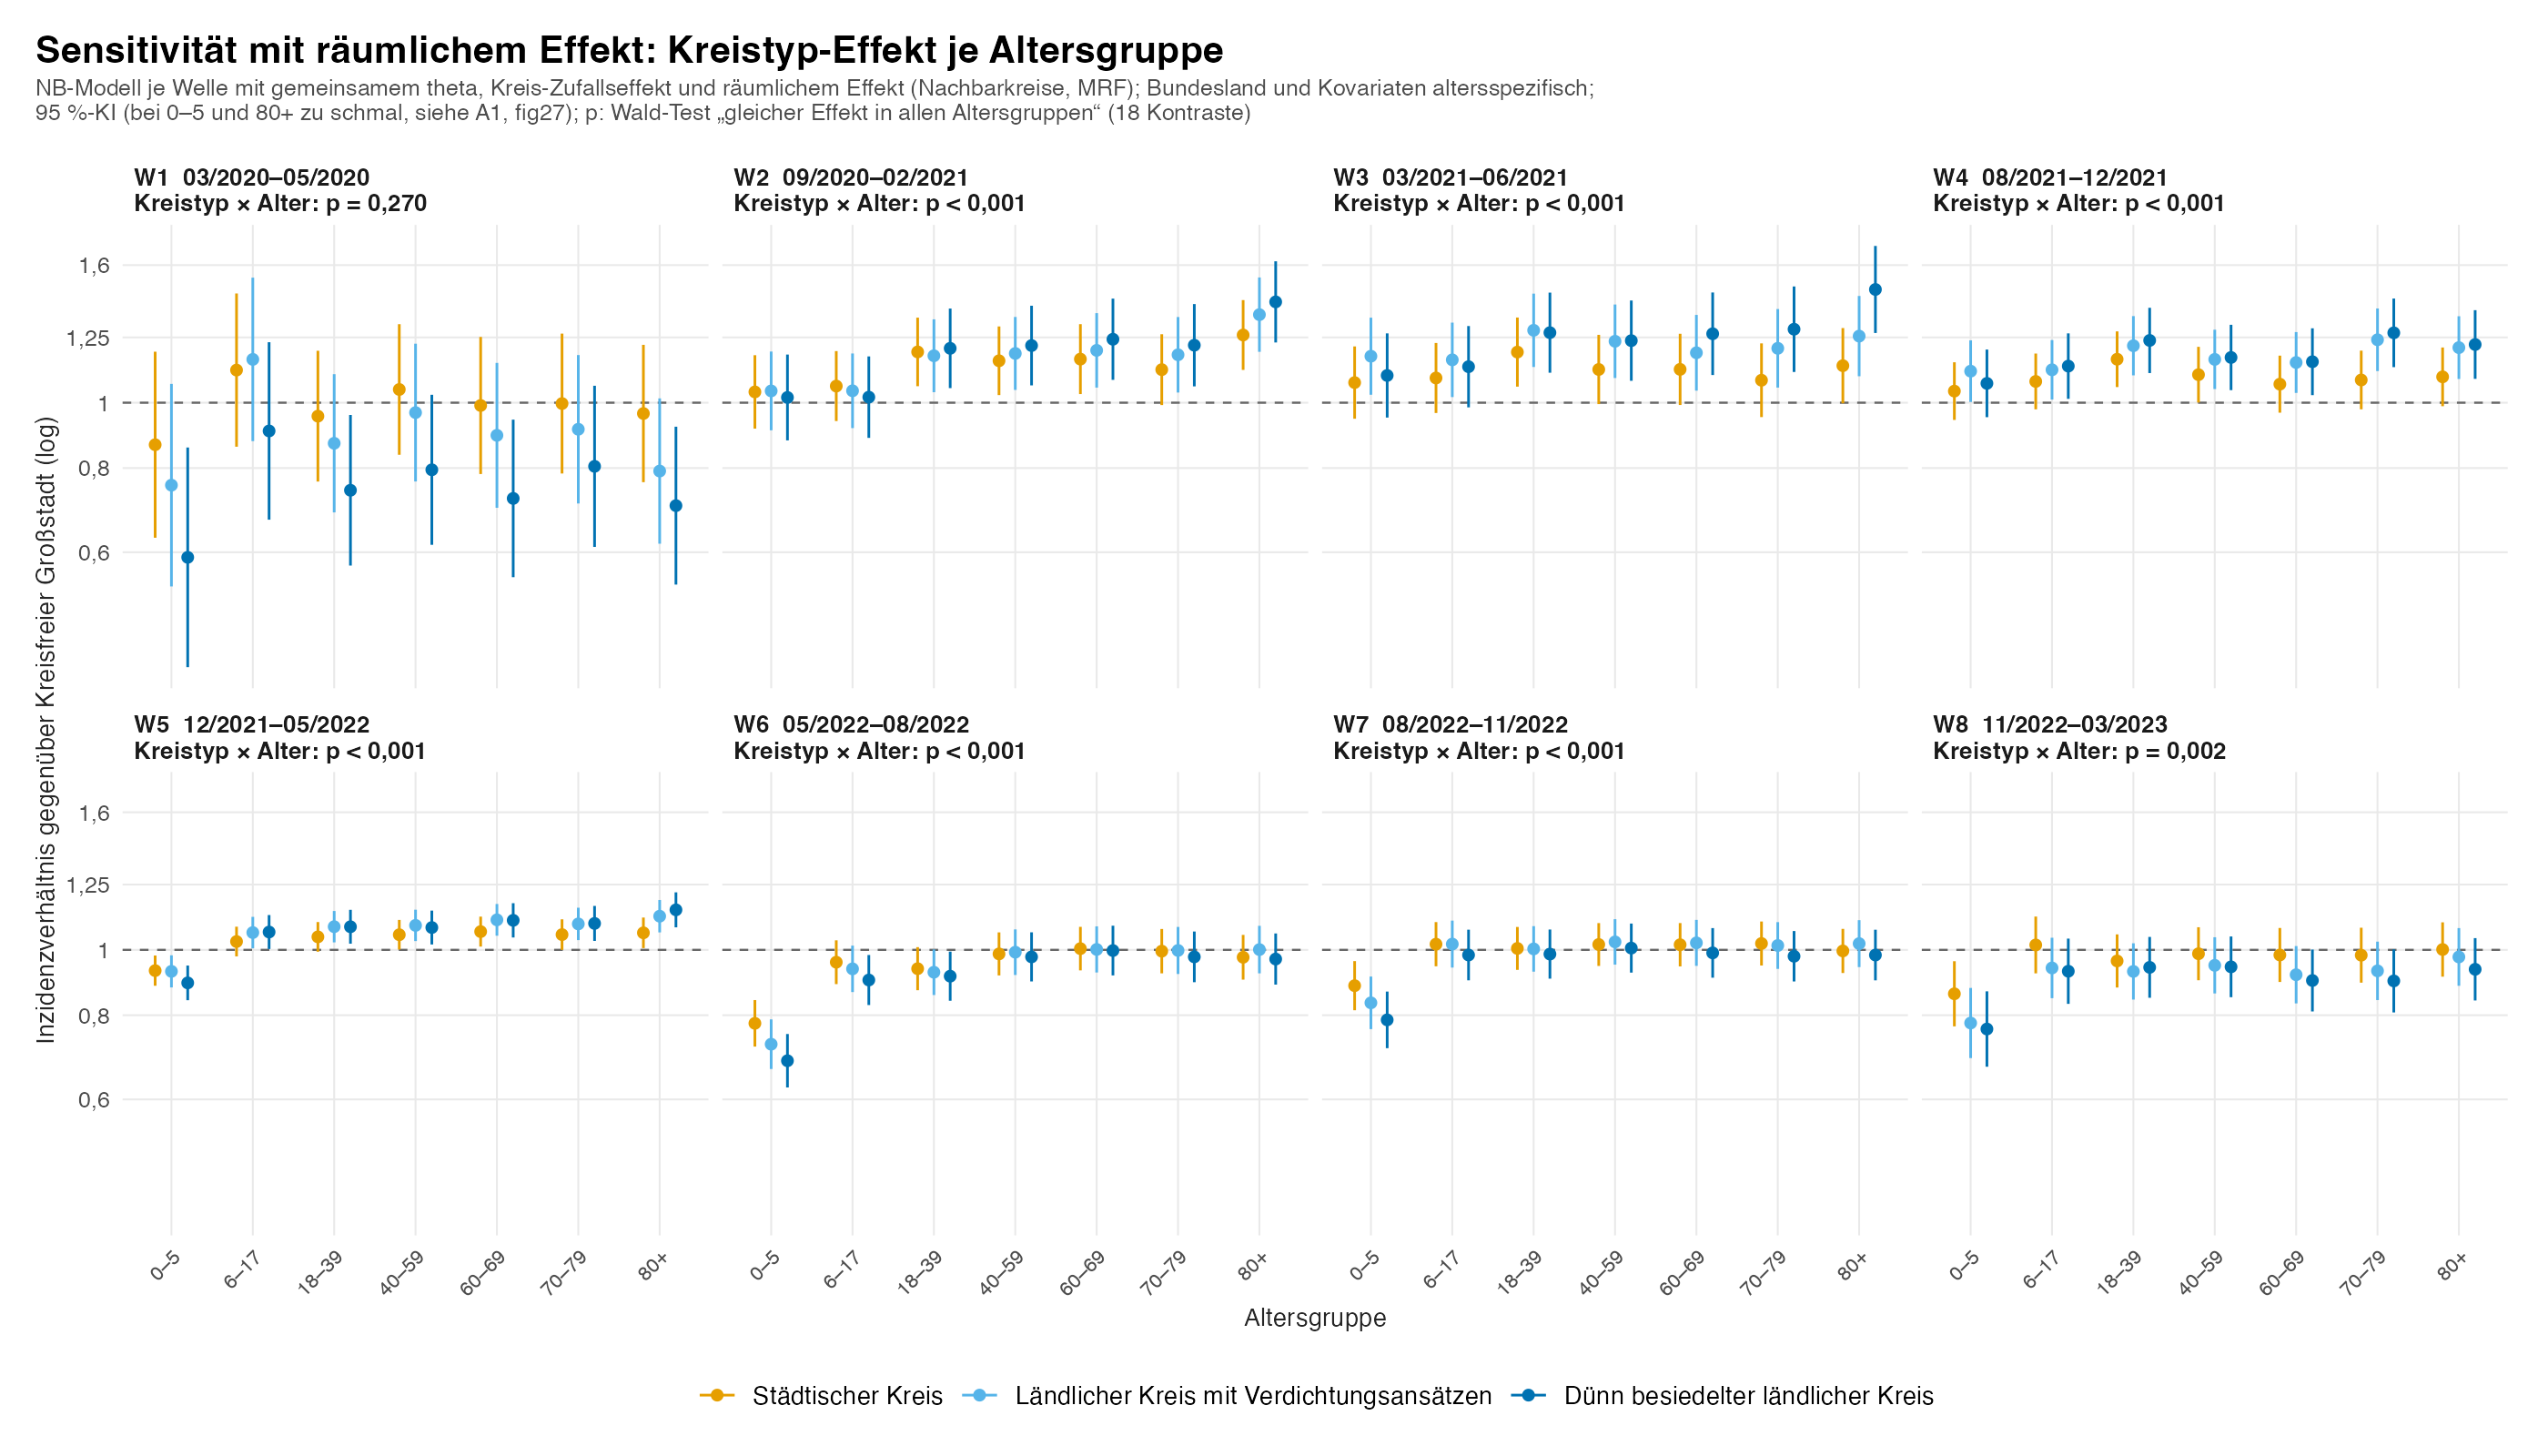 Sensitivität mit räumlichem Effekt: Kreistyp-Effekt je Altersgruppe
NB-Modell je Welle mit gemeinsamem theta, Kreis-Zufallseffekt und räumlichem Effekt (Nachbarkreise, MRF); Bundesland und Kovariaten altersspezifisch;
95 %-KI (bei 0–5 und 80+ zu schmal, siehe A1, fig27); p: Wald-Test „gleicher Effekt in allen Altersgruppen“ (18 Kontraste)
W1 03/2020–05/2020
Kreistyp × Alter: p = 0,270
W2 09/2020–02/2021
Kreistyp × Alter: p < 0,001
W3 03/2021–06/2021
Kreistyp × Alter: p < 0,001
W4 08/2021–12/2021
Kreistyp × Alter: p < 0,001
1,6
1,25
1
0,8
0,6
Inzidenzverhältnis gegenüber Kreisfreier Großstadt (log)
W5 12/2021–05/2022
Kreistyp × Alter: p < 0,001
W6 05/2022–08/2022
Kreistyp × Alter: p < 0,001
W7 08/2022–11/2022
Kreistyp × Alter: p < 0,001
W8 11/2022–03/2023
Kreistyp × Alter: p = 0,002
1,6
1,25
1
0,8
0,6
0–5 6–17 18–39 40–59 60–69 70–79 80+
0–5 6–17 18–39 40–59 60–69 70–79 80+
0–5 6–17 18–39 40–59 60–69 70–79 80+
0–5 6–17 18–39 40–59 60–69 70–79 80+
Altersgruppe
Städtischer Kreis
Ländlicher Kreis mit Verdichtungsansätzen
Dünn besiedelter ländlicher Kreis